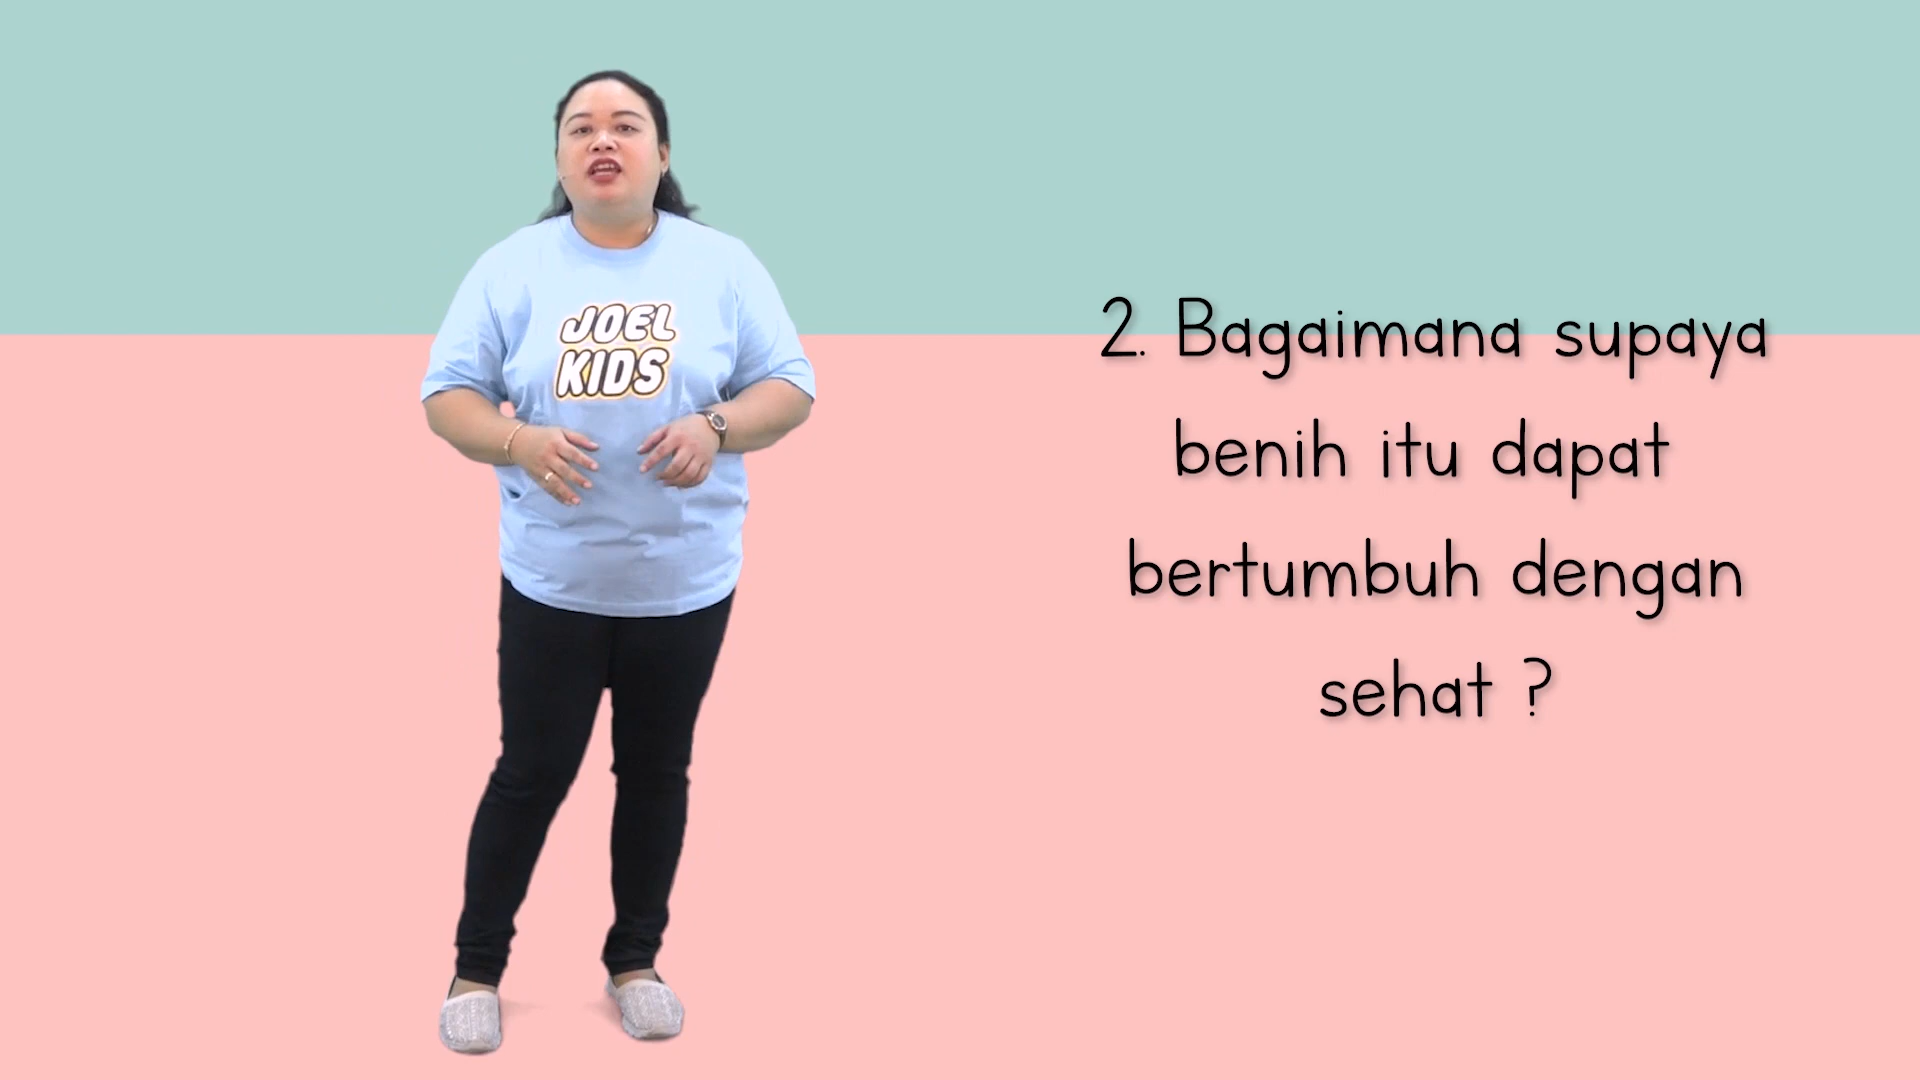 JOEL
KIDS
2. Bagaimana supaya
benih itu dapat
bertumbuh dengan
sehat ?